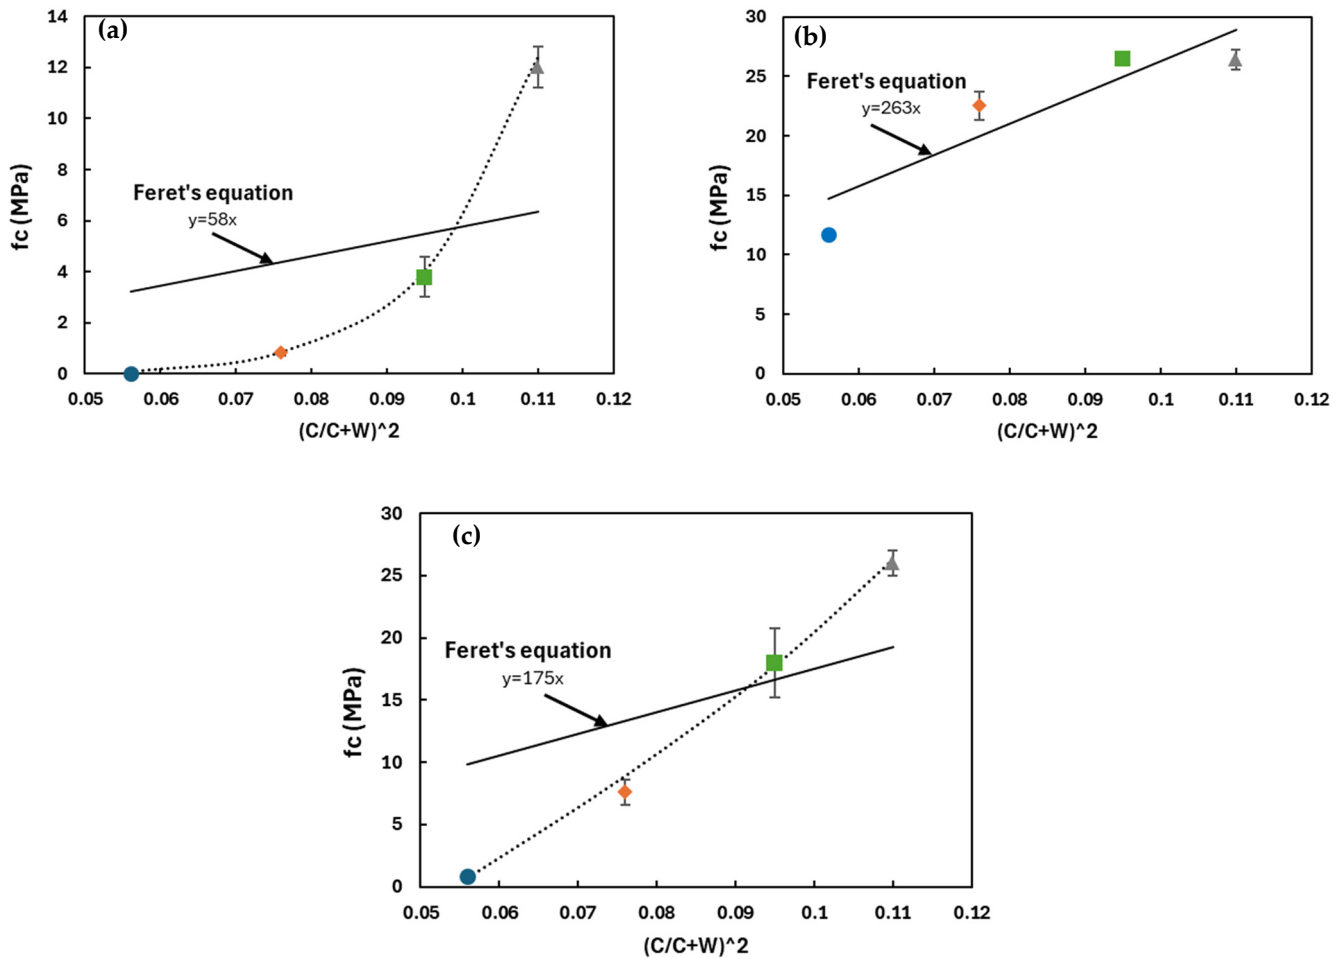 (a)
14
12
10
8
6
4
2
0
fc (MPa)
Feret's equation
y=58x
0.05 0.06 0.07 0.08 0.09 0.1 0.11 0.12
(C/C+W)^2
(b)
30
25
20
15
10
5
0
fc (MPa)
Feret's equation
y=263x
0.05 0.06 0.07 0.08 0.09 0.1 0.11 0.12
(C/C+W)^2
(c)
30
25
20
15
10
5
0
fc (MPa)
Feret's equation
y=175x
0.05 0.06 0.07 0.08 0.09 0.1 0.11 0.12
(C/C+W)^2